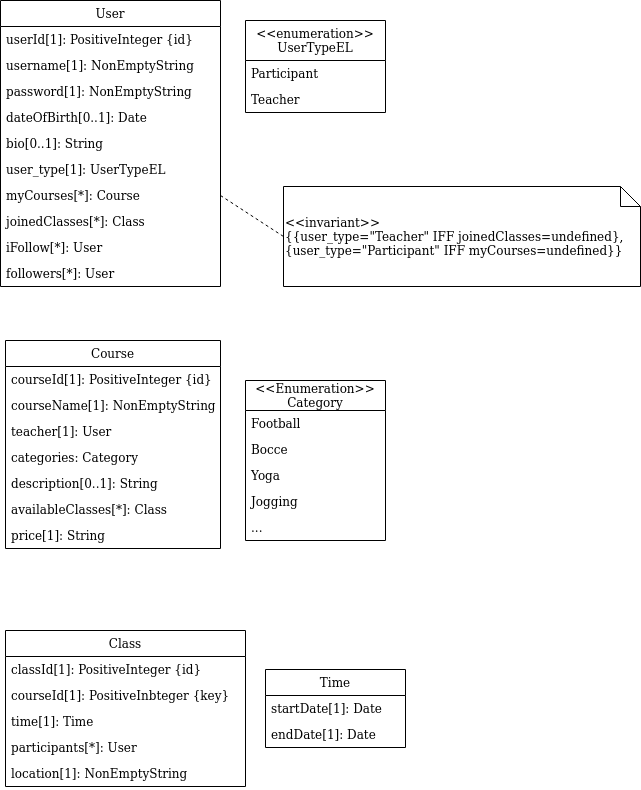 User
userId[1]: PositiveInteger {id}
username[1]: NonEmptyString
password[1]: NonEmptyString
dateOfBirth[0..1]: Date
bio[0..1]: String
user_type[1]: UserTypeEL
myCourses[*]: Course
joinedClasses[*]: Class
iFollow[*]: User
followers[*]: User
<<enumeration>>
UserTypeEL
Participant
Teacher
<<invariant>>
{{user_type="Teacher" IFF joinedClasses=undefined},
{user_type="Participant" IFF myCourses=undefined}}
Course
courseId[1]: PositiveInteger {id}
courseName[1]: NonEmptyString
teacher[1]: User
categories: Category
description[0..1]: String
availableClasses[*]: Class
price[1]: String
<<Enumeration>>
Category
Football
Bocce
Yoga
Jogging
...
Class
classId[1]: PositiveInteger {id}
courseId[1]: PositiveInbteger {key}
time[1]: Time
participants[*]: User
location[1]: NonEmptyString
Time
startDate[1]: Date
endDate[1]: Date